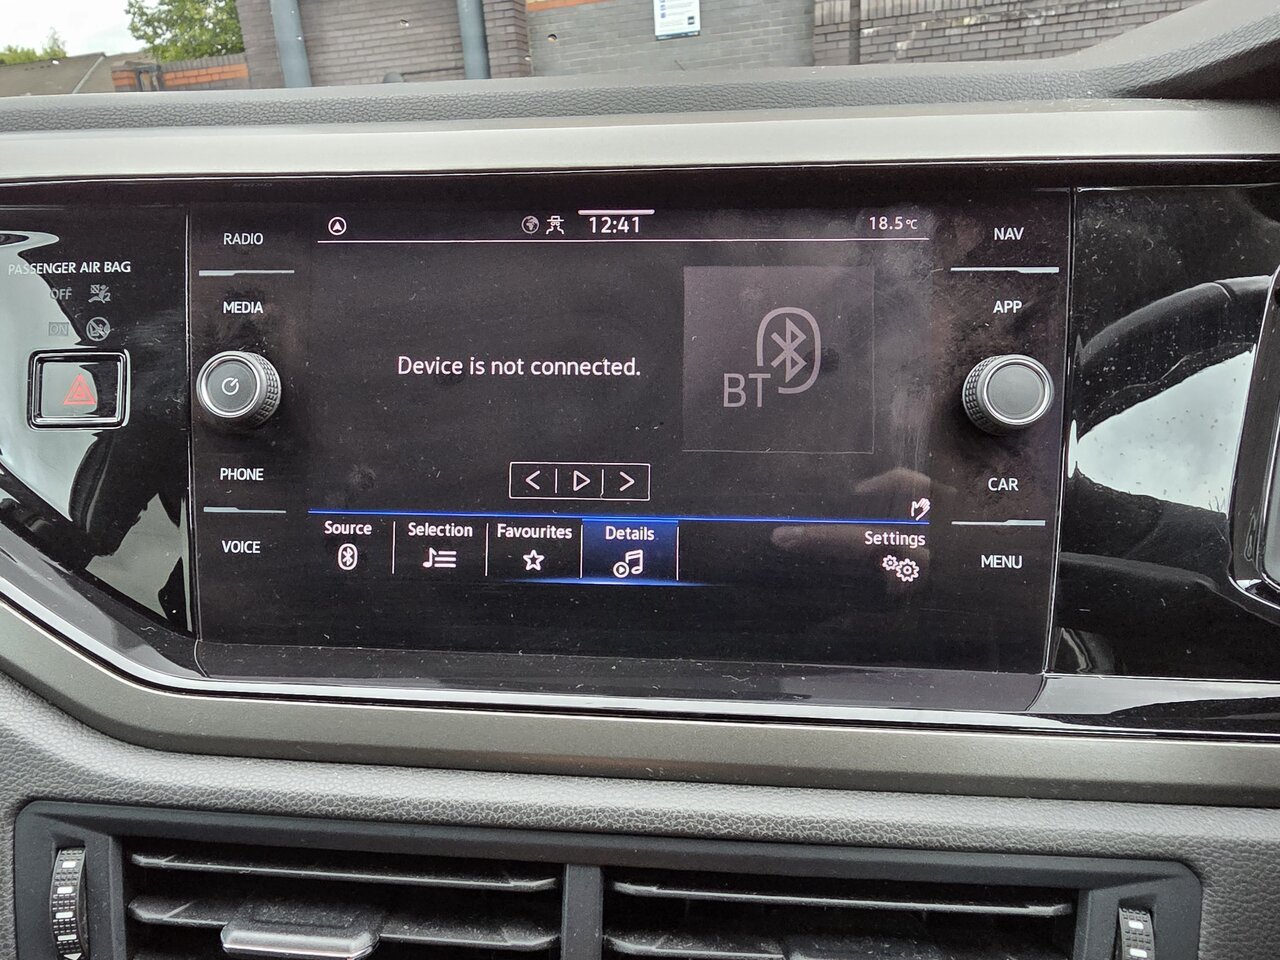 RADIO
MEDIA
PHONE
VOICE
PASSENGER AIR BAG
OFF
ON
12:41
18.5°C
Device is not connected.
BT
Source
Selection
Favourites
Details
Settings
NAV
APP
CAR
MENU